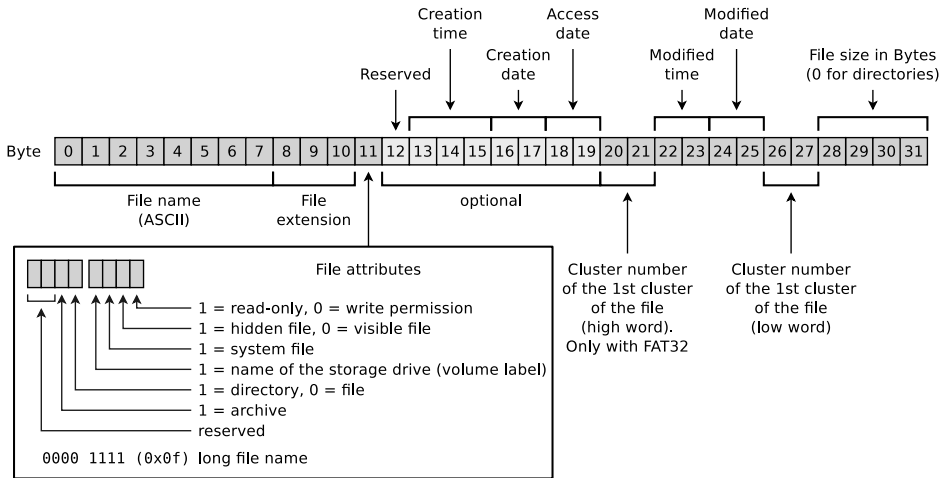 Creation
time
Access
date
Modified
date
Reserved
Creation
date
Modified
time
File size in Bytes
(0 for directories)
Byte 0 1 2 3 4 5 6 7 8 9 10 11 12 13 14 15 16 17 18 19 20 21 22 23 24 25 26 27 28 29 30 31
File name
(ASCII)
File
extension
optional
File attributes
1 = read-only, 0 = write permission
1 = hidden file, 0 = visible file
1 = system file
1 = name of the storage drive (volume label)
1 = directory, 0 = file
1 = archive
reserved
0000 1111 (0x0f) long file name
Cluster number
of the 1st cluster
of the file
(high word).
Only with FAT32
Cluster number
of the 1st cluster
of the file
(low word)